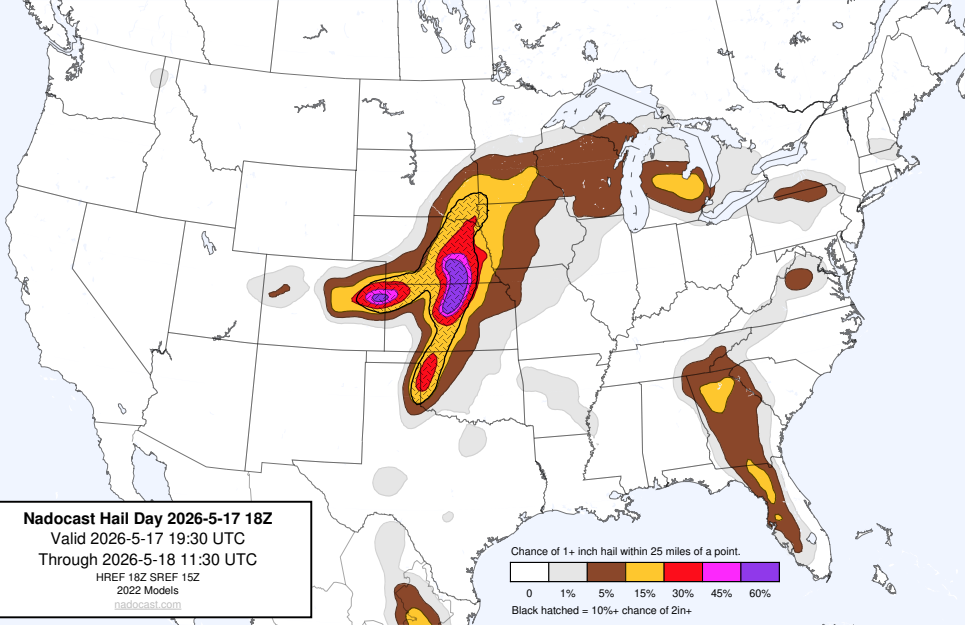 Nadocast Hail Day 2026-5-17 18Z
Valid 2026-5-17 19:30 UTC
Through 2026-5-18 11:30 UTC
HREF 18Z SREF 15Z
2022 Models
nadocast.com
Chance of 1+ inch hail within 25 miles of a point.
0 1% 5% 15% 30% 45% 60%
Black hatched = 10%+ chance of 2in+